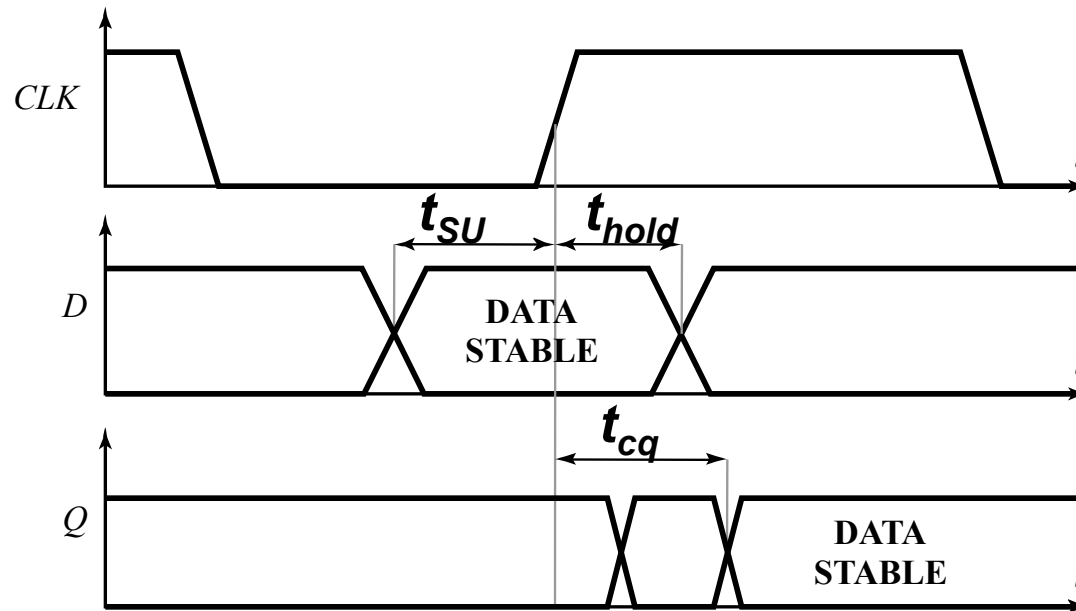 CLK
t_SU t_hold
D
DATA
STABLE
t_cq
Q
DATA
STABLE